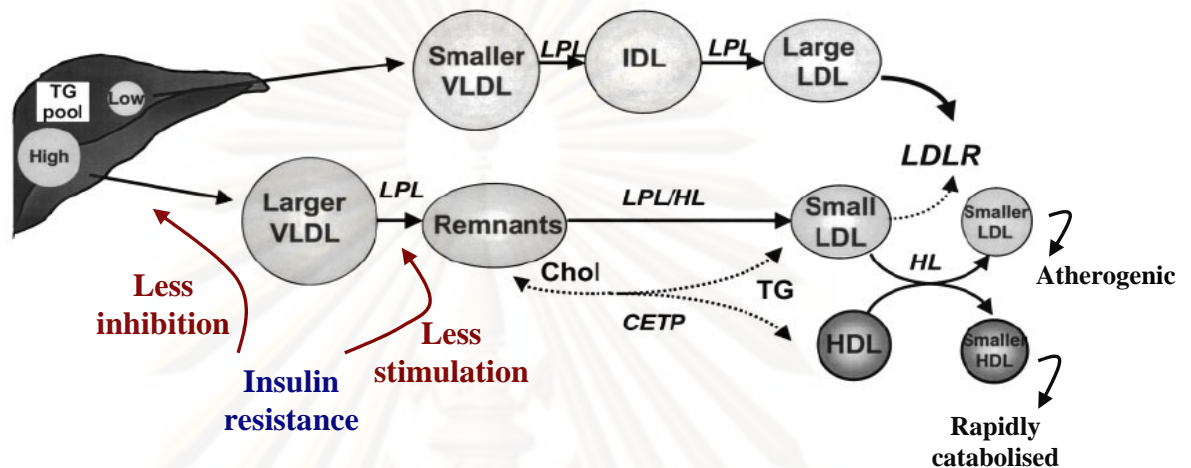 TG
pool
Low
High
Smaller
VLDL
LPL
IDL
LPL
Large
LDL
LDLR
Larger
VLDL
LPL
Remnants
LPL/HL
Small
LDL
Smaller
LDL
HL
Atherogenic
Chol
TG
CETP
HDL
Smaller
HDL
Rapidly
catabolised
Less
inhibition
Less
stimulation
Insulin
resistance